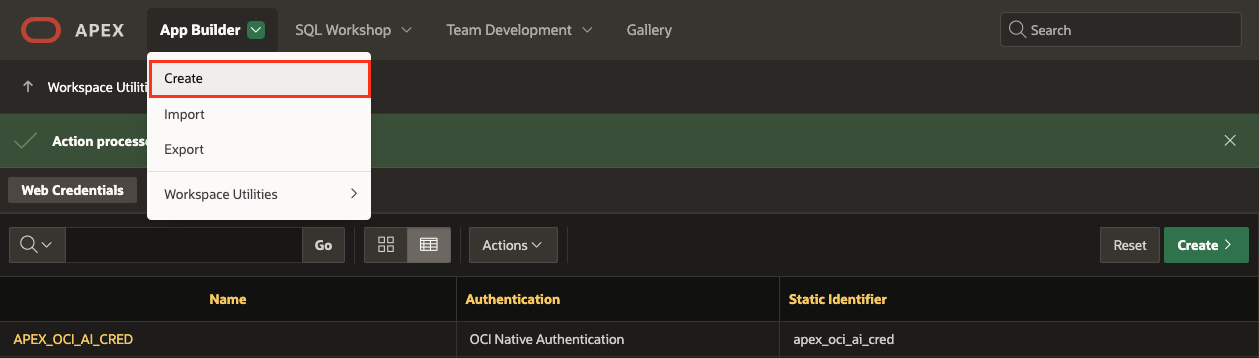 APEX App Builder SQL Workshop Team Development Gallery Search
Create
Workspace Utiliti
Import
Action processe
Export
Web Credentials
Workspace Utilities
Go Actions Reset Create
Name Authentication Static Identifier
APEX_OCI_AI_CRED OCI Native Authentication apex_oci_ai_cred